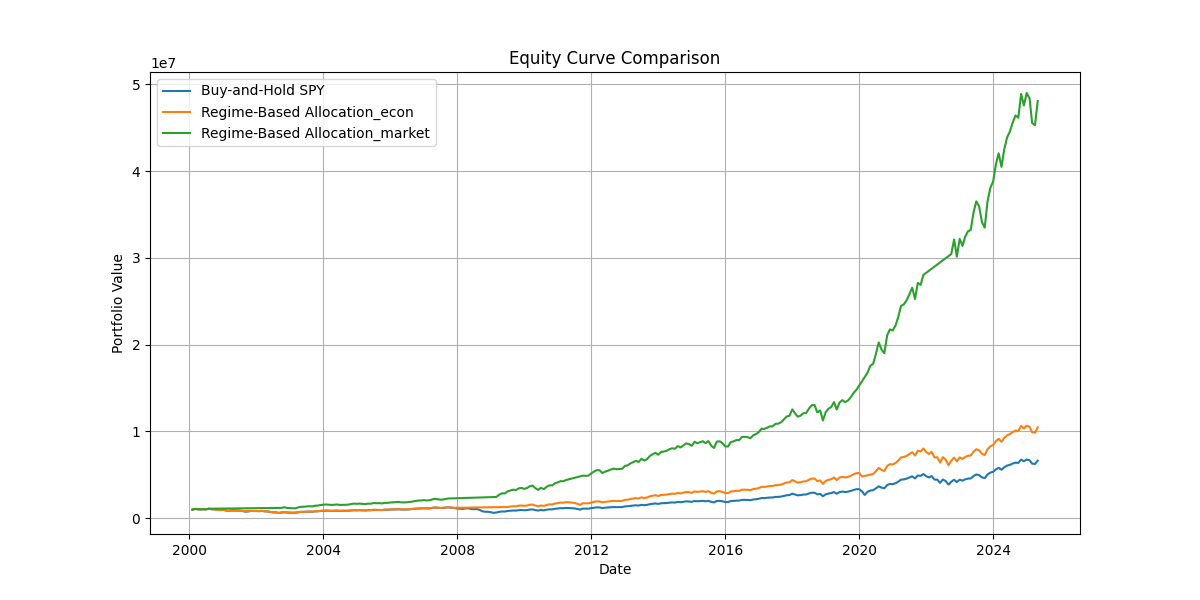 Equity Curve Comparison
1e7
Buy-and-Hold SPY
Regime-Based Allocation_econ
Regime-Based Allocation_market
5
4
3
2
1
0
Portfolio Value
2000 2004 2008 2012 2016 2020 2024
Date